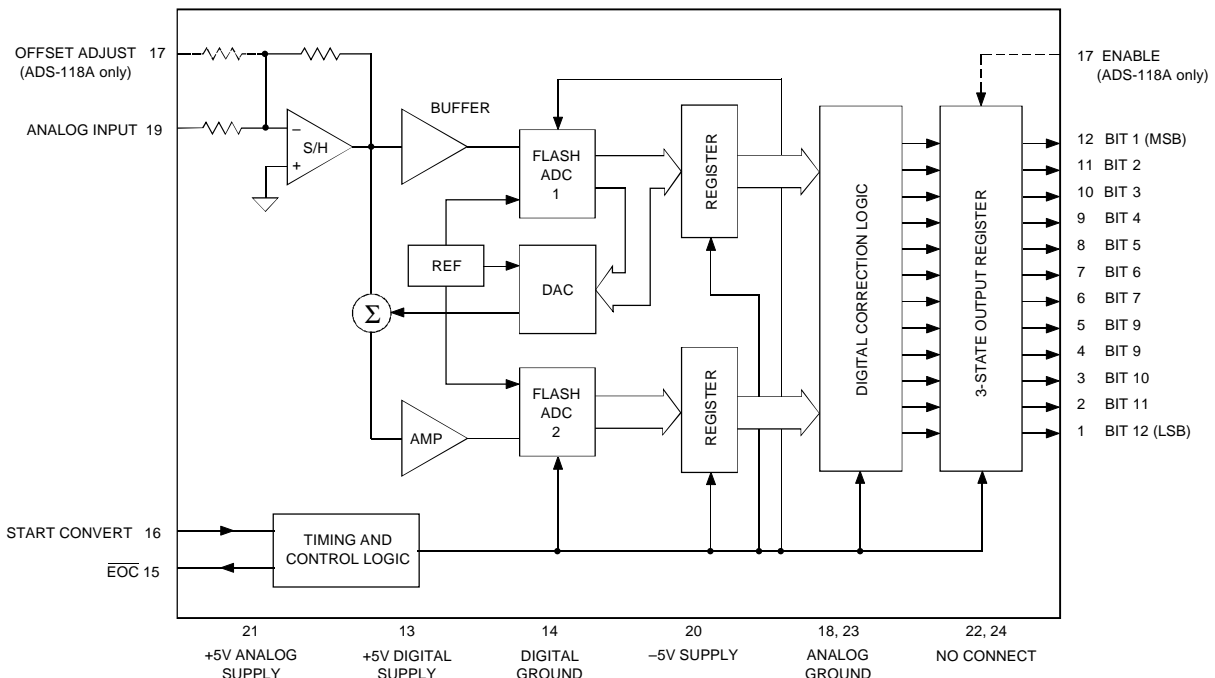 OFFSET ADJUST 17
(ADS-118A only)
ANALOG INPUT 19
S/H
−
+
BUFFER
FLASH
ADC
1
REGISTER
REF
DAC
Σ
AMP
FLASH
ADC
2
REGISTER
DIGITAL CORRECTION LOGIC
3-STATE OUTPUT REGISTER
17 ENABLE
(ADS-118A only)
12 BIT 1 (MSB)
11 BIT 2
10 BIT 3
9 BIT 4
8 BIT 5
7 BIT 6
6 BIT 7
5 BIT 9
4 BIT 9
3 BIT 10
2 BIT 11
1 BIT 12 (LSB)
START CONVERT 16
EOC 15
TIMING AND
CONTROL LOGIC
21
+5V ANALOG
SUPPLY
13
+5V DIGITAL
SUPPLY
14
DIGITAL
GROUND
20
–5V SUPPLY
18, 23
ANALOG
GROUND
22, 24
NO CONNECT